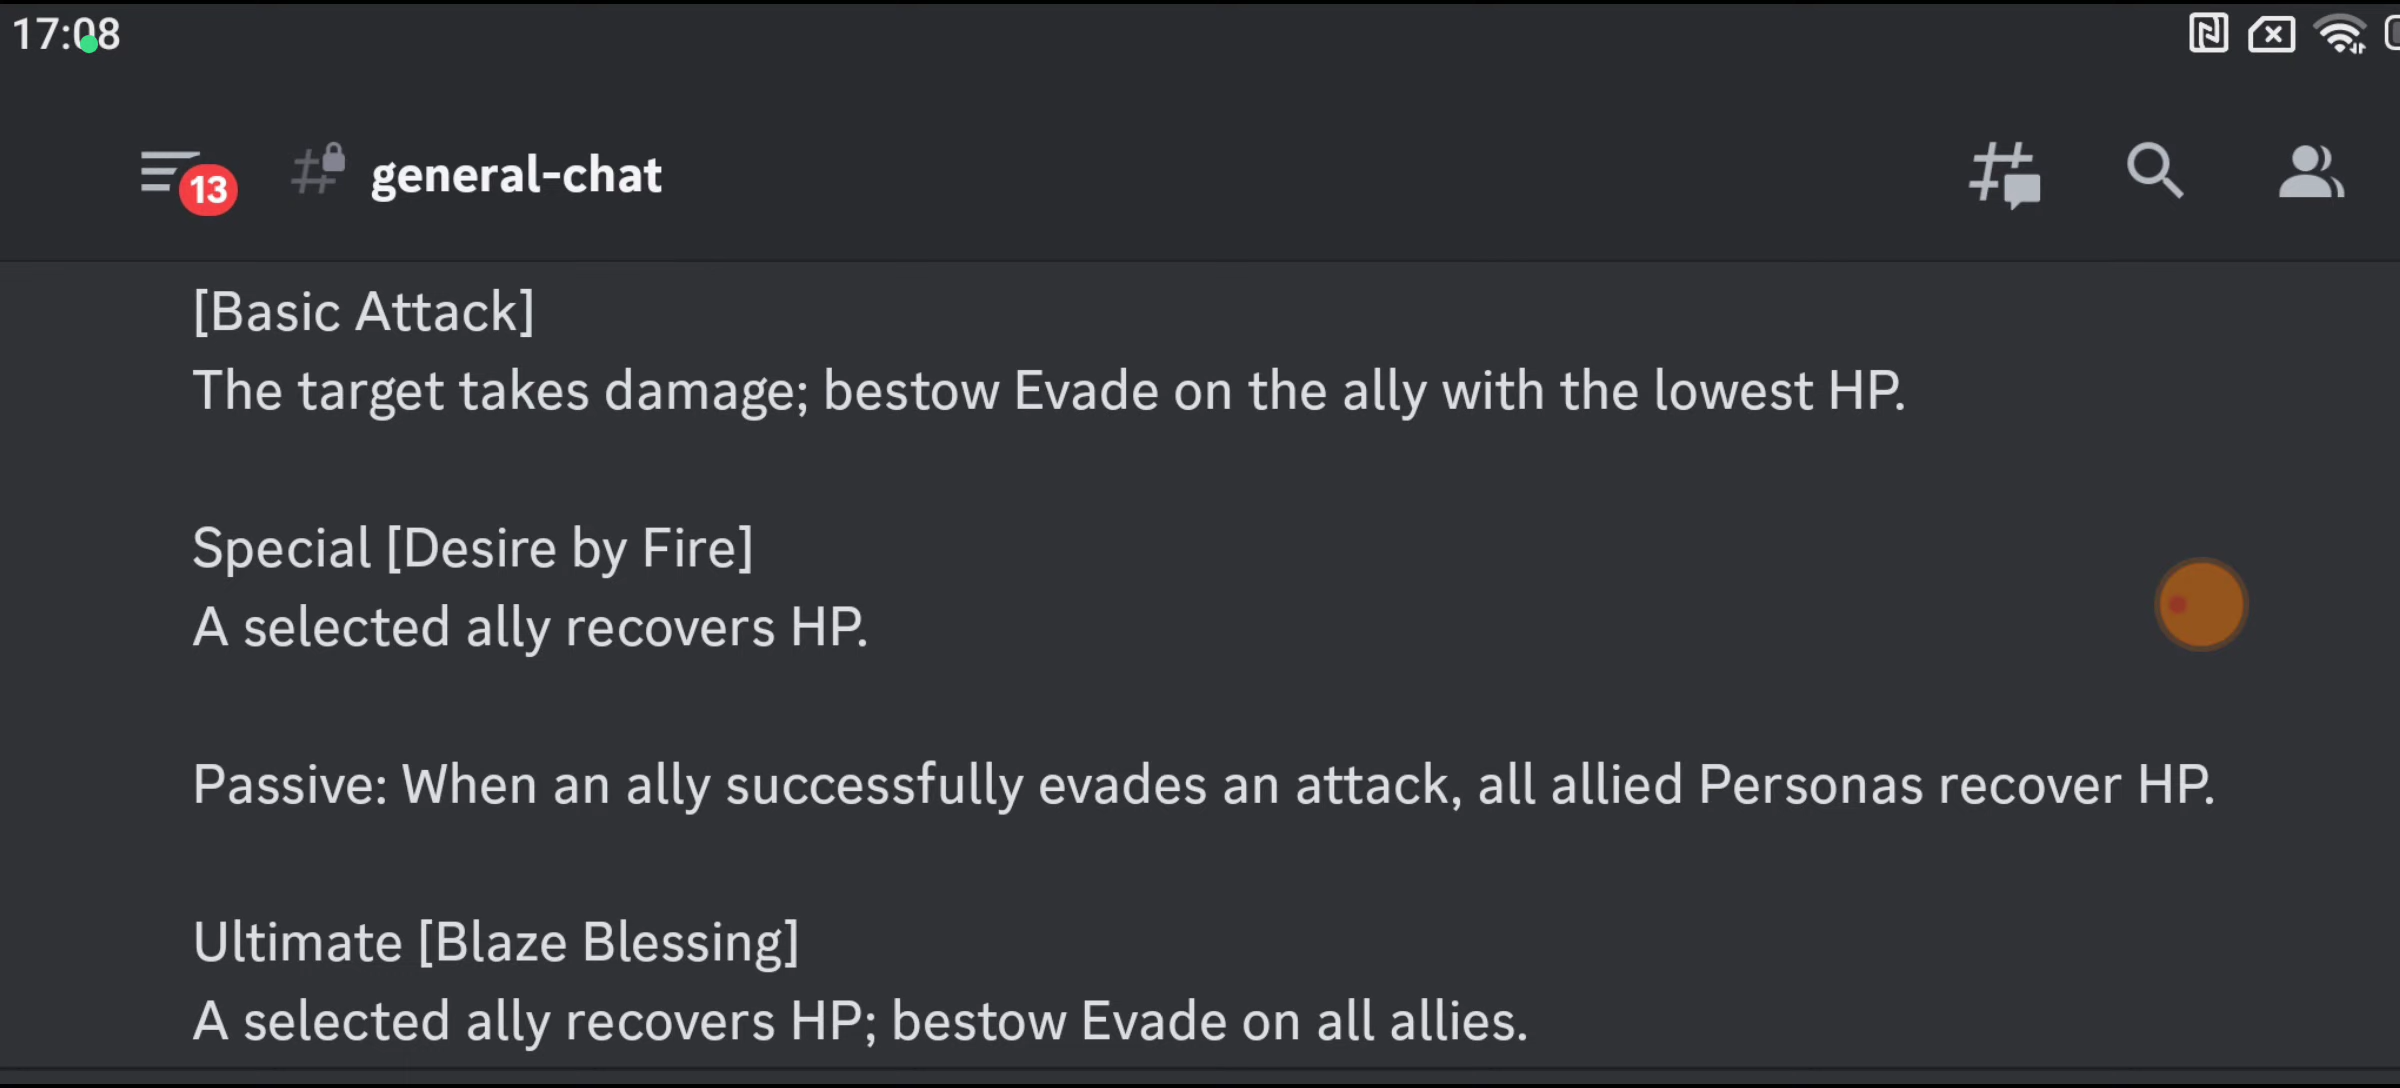 17:08
13
general-chat
[Basic Attack]
The target takes damage; bestow Evade on the ally with the lowest HP.
Special [Desire by Fire]
A selected ally recovers HP.
Passive: When an ally successfully evades an attack, all allied Personas recover HP.
Ultimate [Blaze Blessing]
A selected ally recovers HP; bestow Evade on all allies.